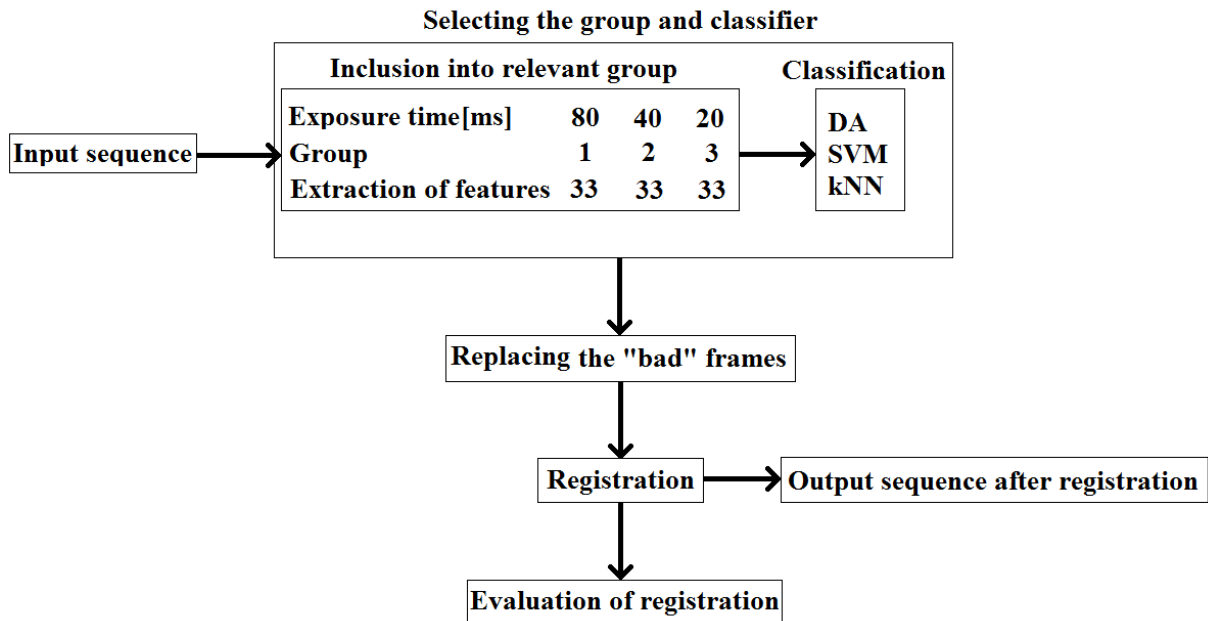 Selecting the group and classifier
Inclusion into relevant group
Classification
Input sequence
Exposure time[ms] 80 40 20
Group 1 2 3
Extraction of features 33 33 33
DA
SVM
kNN
Replacing the "bad" frames
Registration
Output sequence after registration
Evaluation of registration